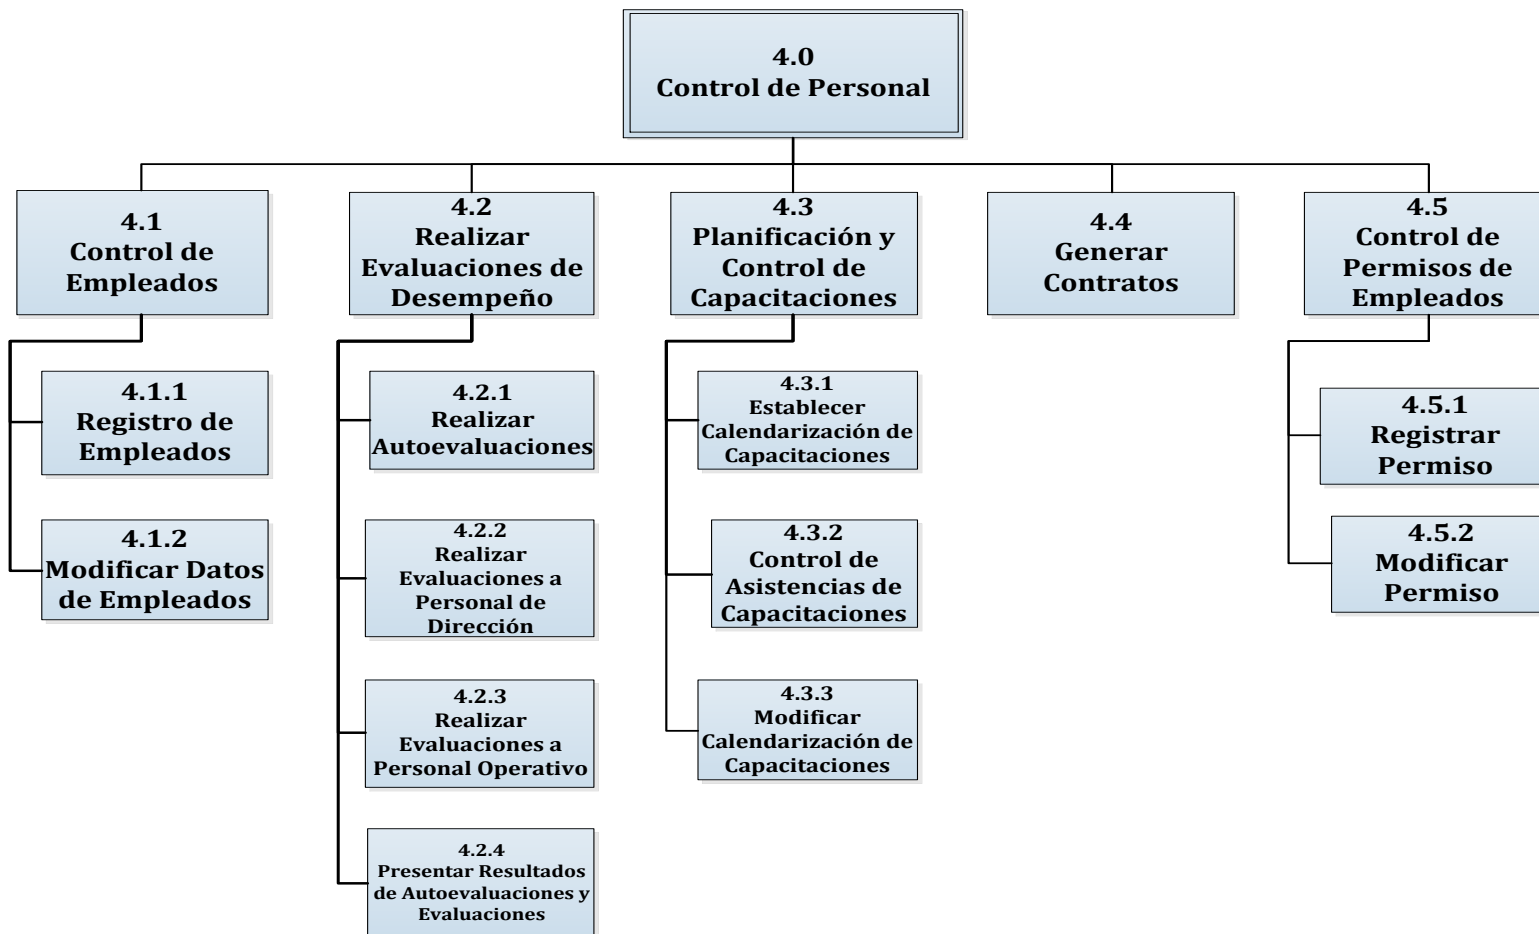 4.0
Control de Personal
4.1
Control de
Empleados
4.2
Realizar
Evaluaciones de
Desempeño
4.3
Planificación y
Control de
Capacitaciones
4.4
Generar
Contratos
4.5
Control de
Permisos de
Empleados
4.1.1
Registro de
Empleados
4.1.2
Modificar Datos
de Empleados
4.2.1
Realizar
Autoevaluaciones
4.2.2
Realizar
Evaluaciones a
Personal de
Dirección
4.2.3
Realizar
Evaluaciones a
Personal Operativo
4.2.4
Presentar Resultados
de Autoevaluaciones y
Evaluaciones
4.3.1
Establecer
Calendarización de
Capacitaciones
4.3.2
Control de
Asistencias de
Capacitaciones
4.3.3
Modificar
Calendarización de
Capacitaciones
4.5.1
Registrar
Permiso
4.5.2
Modificar
Permiso